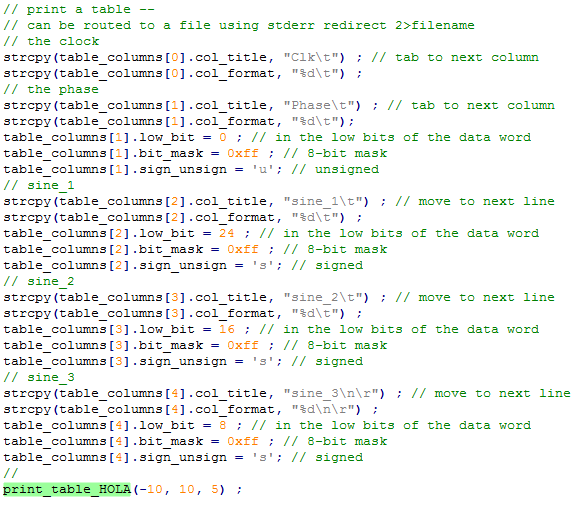 // print a table --
// can be routed to a file using stderr redirect 2>filename
// the clock
strcpy(table_columns[0].col_title, "Clk\t") ; // tab to next column
strcpy(table_columns[0].col_format, "%d\t") ;
// the phase
strcpy(table_columns[1].col_title, "Phase\t") ; // tab to next column
strcpy(table_columns[1].col_format, "%d\t");
table_columns[1].low_bit = 0 ; // in the low bits of the data word
table_columns[1].bit_mask = 0xff ; // 8-bit mask
table_columns[1].sign_unsign = 'u'; // unsigned
// sine_1
strcpy(table_columns[2].col_title, "sine_1\t") ; // move to next line
strcpy(table_columns[2].col_format, "%d\t") ;
table_columns[2].low_bit = 24 ; // in the low bits of the data word
table_columns[2].bit_mask = 0xff ; // 8-bit mask
table_columns[2].sign_unsign = 's'; // signed
// sine_2
strcpy(table_columns[3].col_title, "sine_2\t") ; // move to next line
strcpy(table_columns[3].col_format, "%d\t") ;
table_columns[3].low_bit = 16 ; // in the low bits of the data word
table_columns[3].bit_mask = 0xff ; // 8-bit mask
table_columns[3].sign_unsign = 's'; // signed
// sine_3
strcpy(table_columns[4].col_title, "sine_3\n\r") ; // move to next line
strcpy(table_columns[4].col_format, "%d\n\r") ;
table_columns[4].low_bit = 8 ; // in the low bits of the data word
table_columns[4].bit_mask = 0xff ; // 8-bit mask
table_columns[4].sign_unsign = 's'; // signed
//
print_table_HOLA(-10, 10, 5) ;